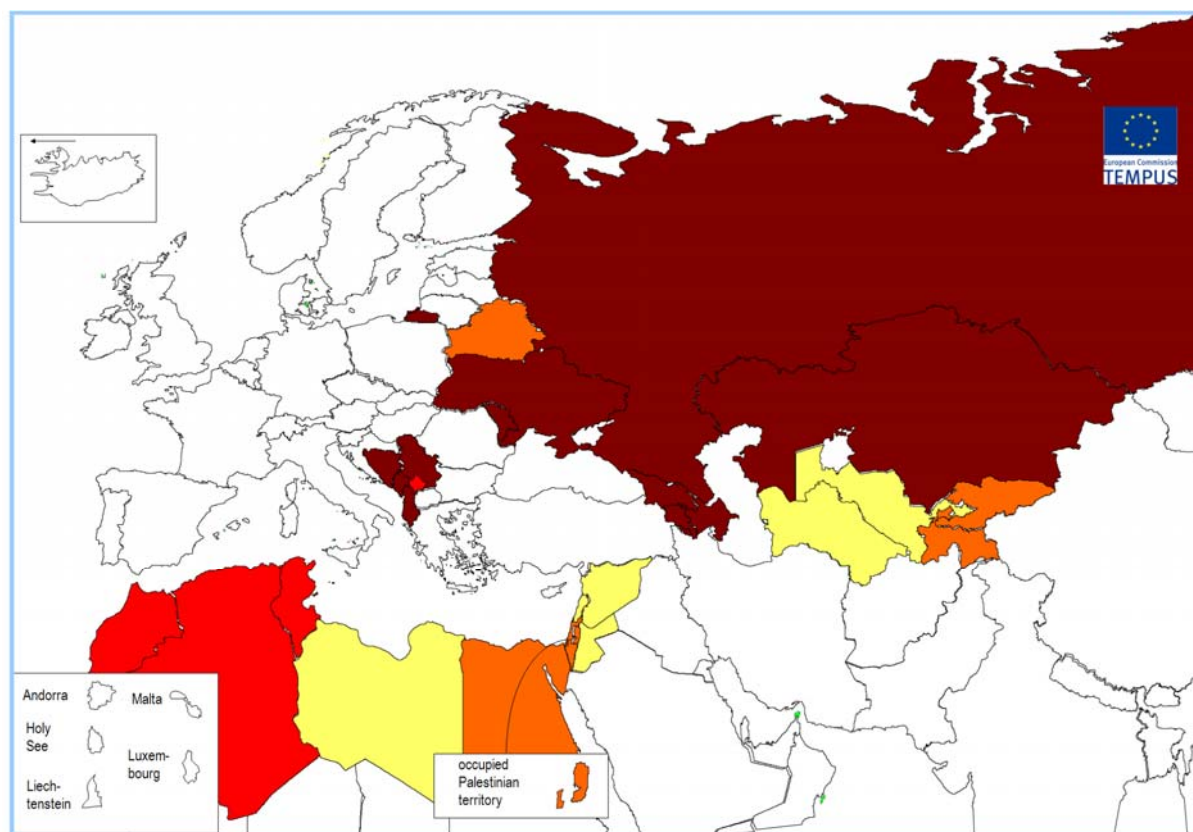 European Commission
TEMPUS
Andorra
Malta
Holy
See
Luxem-
bourg
Liech-
tenstein
occupied
Palestinian
territory